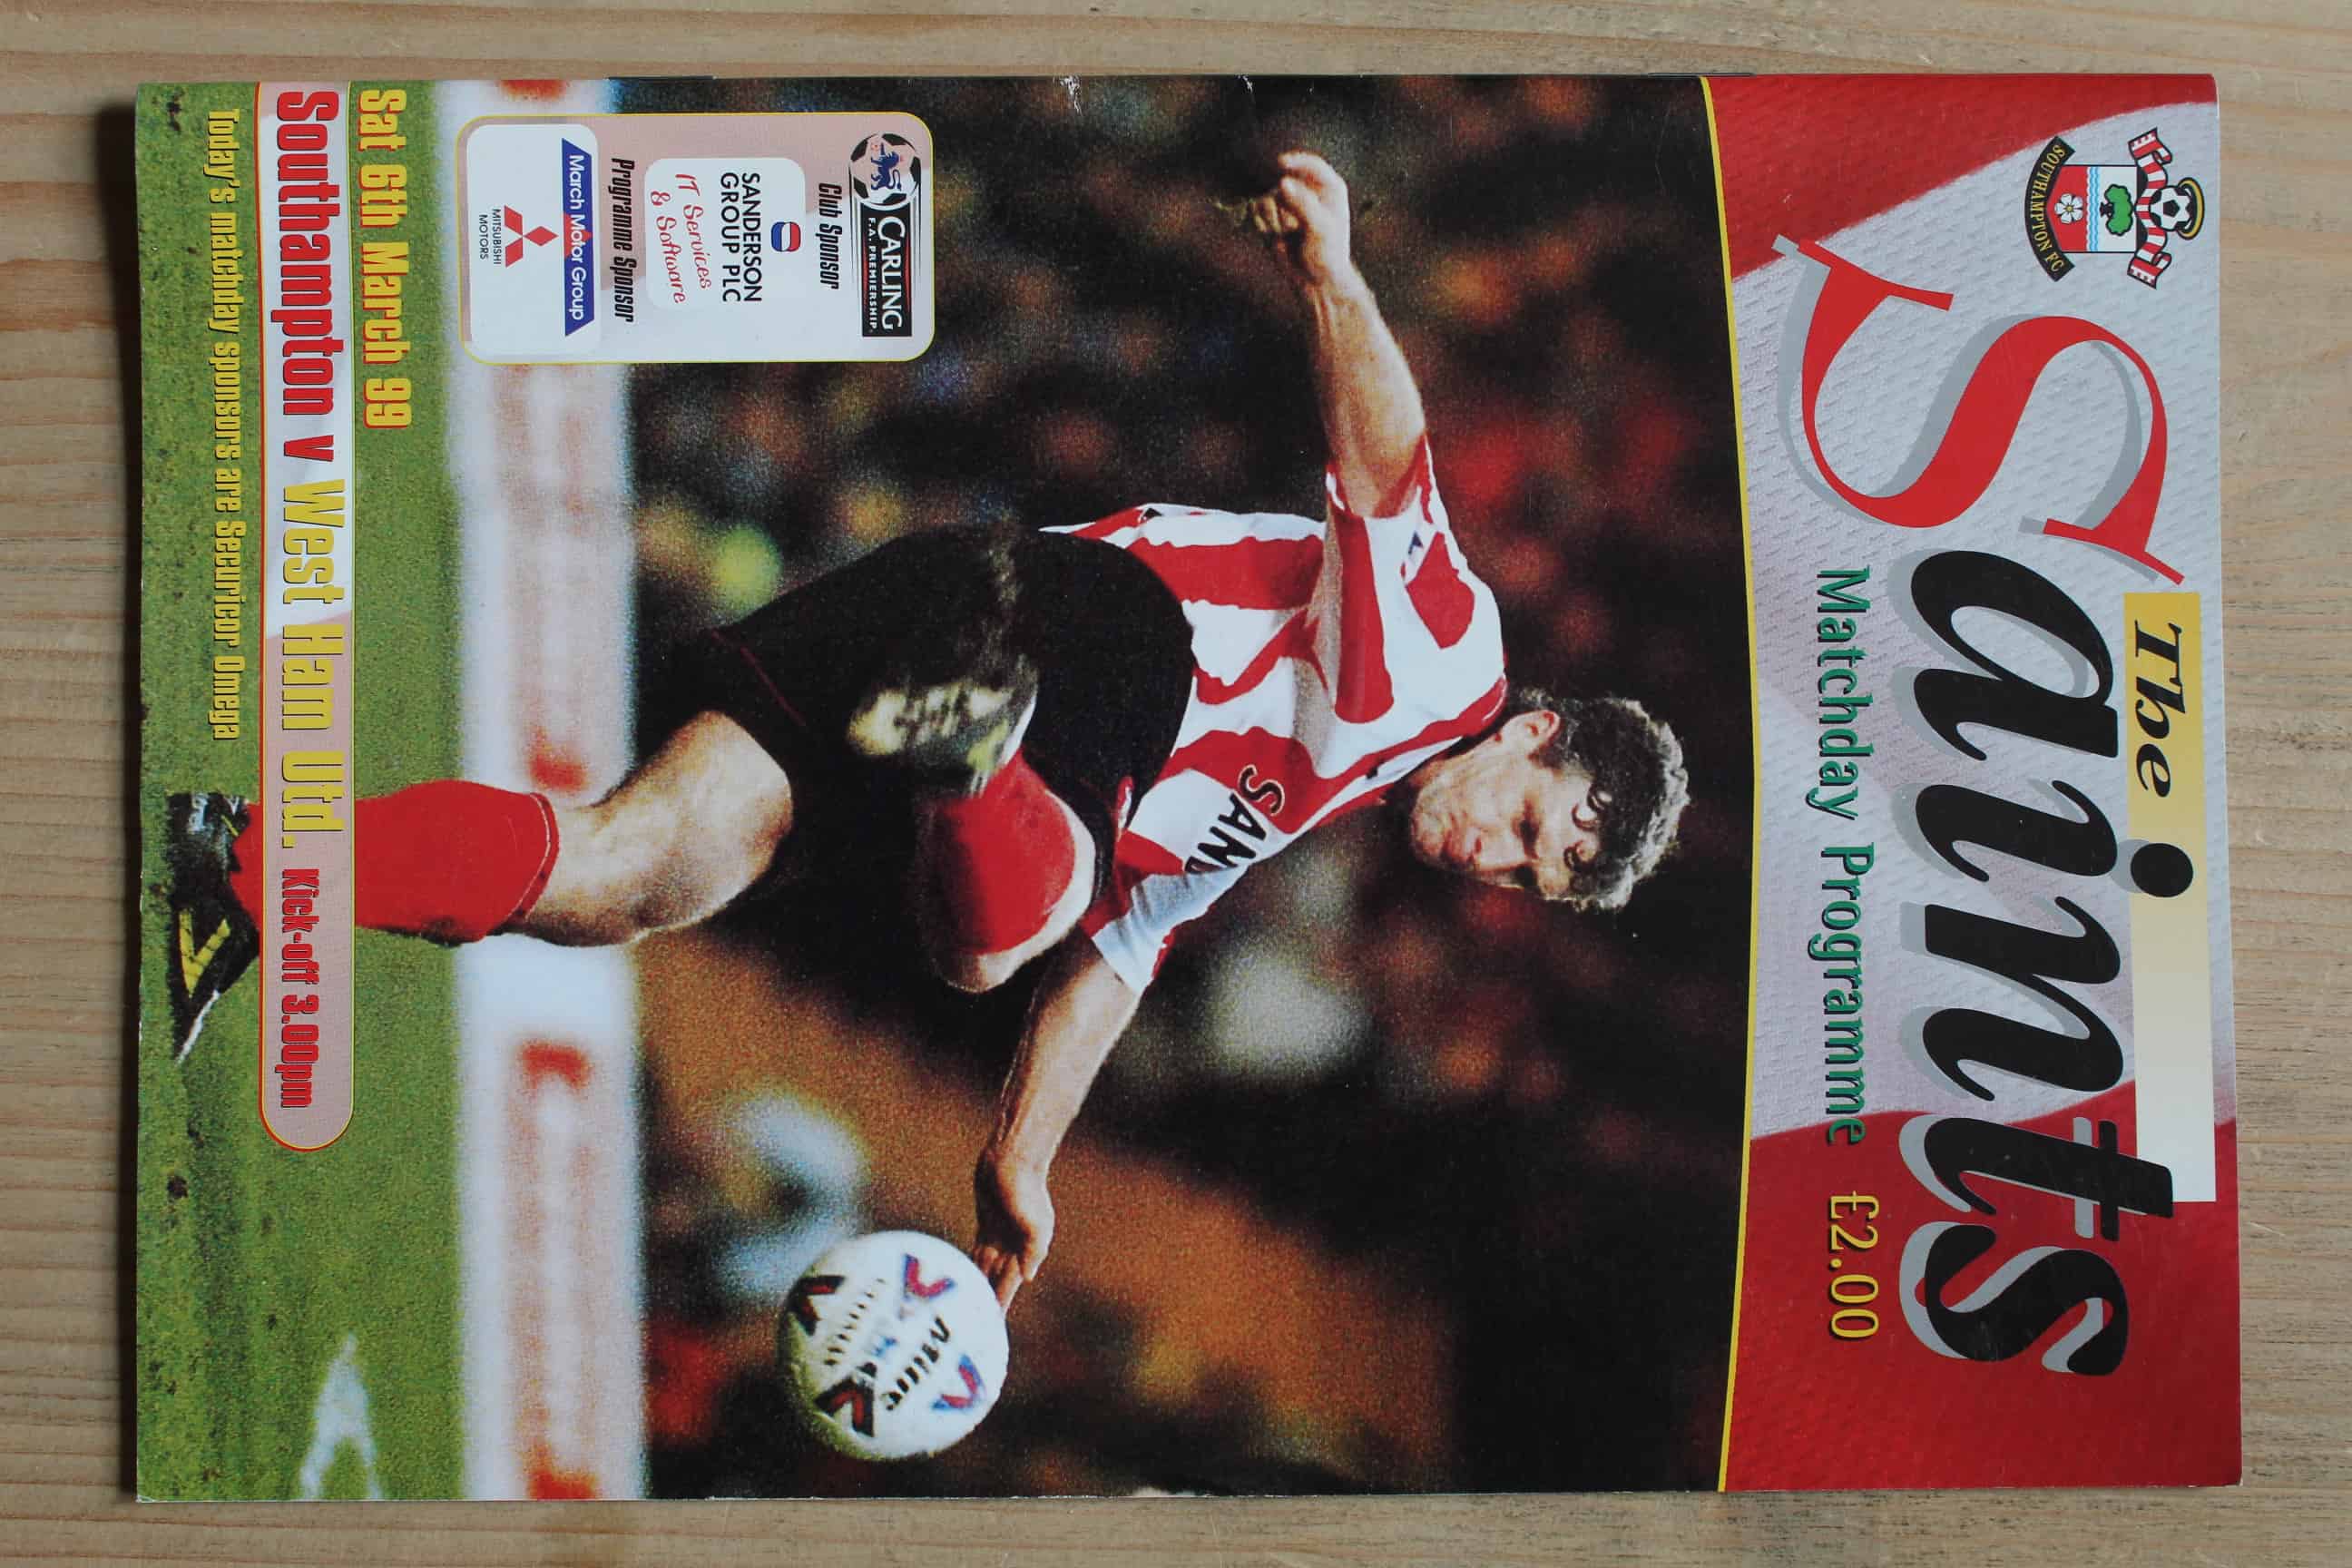 The
Saints
SOUTHAMPTON FC
Matchday Programme £2.00
SAN
mitre
CARLING
F.A. PREMIERSHIP
Club Sponsor
SANDERSON
GROUP PLC
IT Services
& Software
Programme Sponsor
March Motor Group
MITSUBISHI
MOTORS
Sat 6th March 99
Southampton v West Ham Utd. Kick-off 3.00pm
Today's matchday sponsors are Securicor Omega